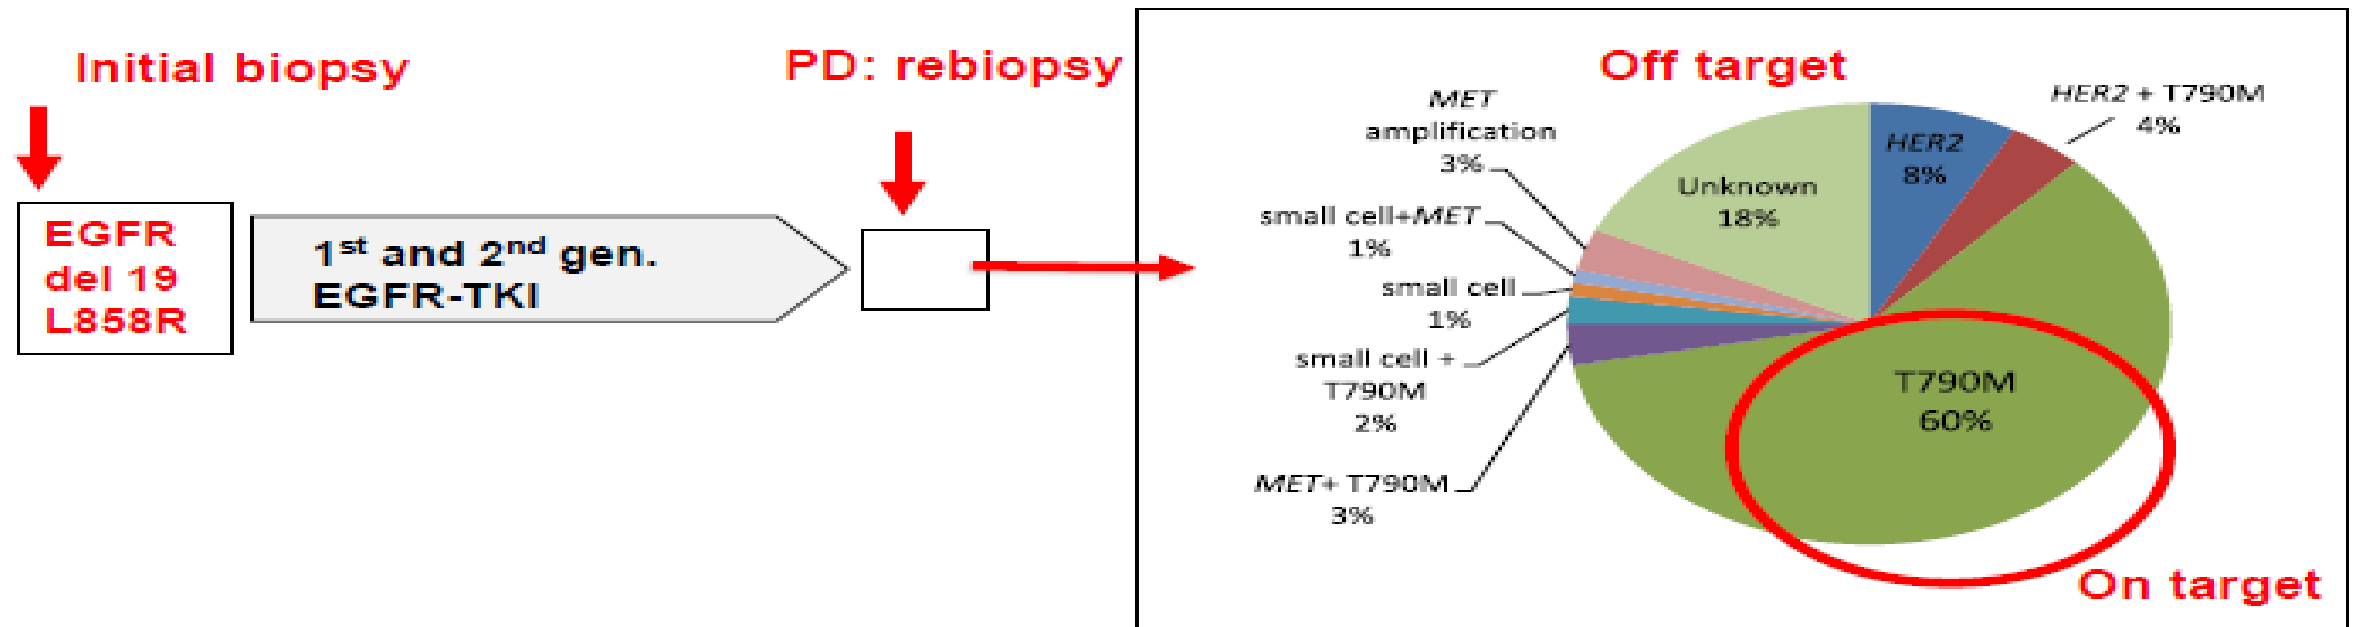 Initial biopsy
PD: rebiopsy
EGFR
del 19
L858R
1st and 2nd gen.
EGFR-TKI
Off target
MET
amplification
3%
HER2 + T790M
4%
HER2
8%
Unknown
18%
small cell+MET
1%
small cell
1%
small cell +
T790M
2%
MET+ T790M
3%
T790M
60%
On target